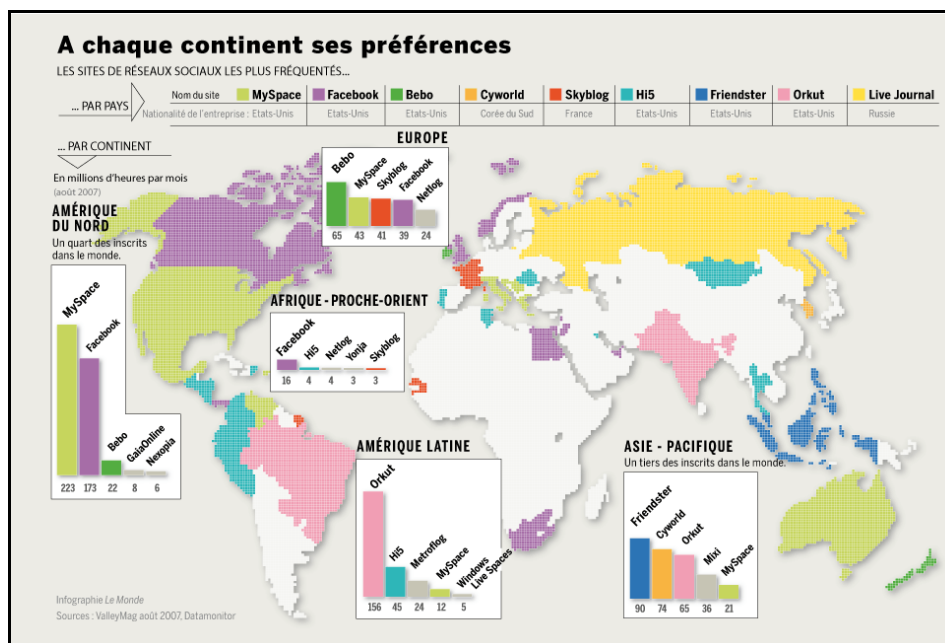 A chaque continent ses préférences
LES SITES DE RÉSEAUX SOCIAUX LES PLUS FRÉQUENTÉS...
... PAR PAYS
Nom du site MySpace Facebook Bebo Cyworld Skyblog Hi5 Friendster Orkut Live Journal
Nationalité de l'entreprise : Etats-Unis Etats-Unis Etats-Unis Corée du Sud France Etats-Unis Etats-Unis Etats-Unis Russie
... PAR CONTINENT
En millions d'heures par mois
(août 2007)
AMÉRIQUE
DU NORD
Un quart des inscrits
dans le monde.
MySpace
Facebook
Bebo
GaiaOnline
Nexopia
223 173 22 8 6
EUROPE
Bebo
MySpace
Skyblog
Facebook
Netlog
65 43 41 39 24
AFRIQUE - PROCHE-ORIENT
Facebook
Hi5
Netlog
Yonja
Skyblog
16 4 4 3 3
AMÉRIQUE LATINE
Orkut
Hi5
Metroflog
MySpace
Windows
Live Spaces
156 45 24 12 5
ASIE - PACIFIQUE
Un tiers des inscrits dans le monde.
Friendster
Cyworld
Orkut
Mixi
MySpace
90 74 65 36 21
Infographie Le Monde
Sources : ValleyMag août 2007, Datamonitor